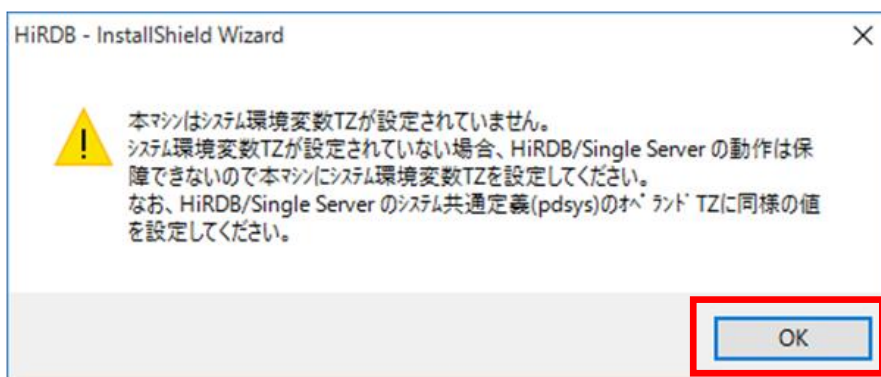 HiRDB - InstallShield Wizard
本ﾏｼﾝはｼｽﾃﾑ環境変数TZが設定されていません。
ｼｽﾃﾑ環境変数TZが設定されていない場合、HiRDB/Single Server の動作は保
障できないので本ﾏｼﾝにｼｽﾃﾑ環境変数TZを設定してください。
なお、HiRDB/Single Server のｼｽﾃﾑ共通定義(pdsys)のｵﾍﾟﾗﾝﾄﾞTZに同様の値
を設定してください。
OK